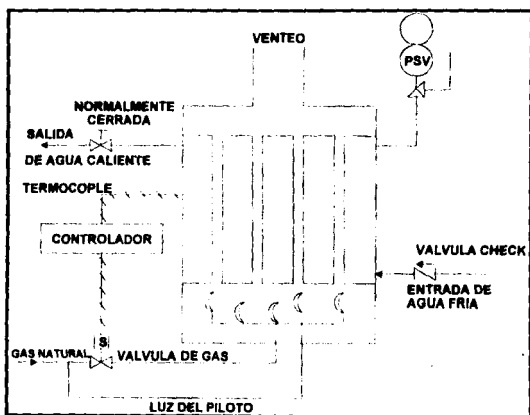 VENTEO
PSV
NORMALMENTE
CERRADA
SALIDA
DE AGUA CALIENTE
TERMOCOPLE
CONTROLADOR
VALVULA CHECK
ENTRADA DE
AGUA FRIA
S
GAS NATURAL
VALVULA DE GAS
LUZ DEL PILOTO